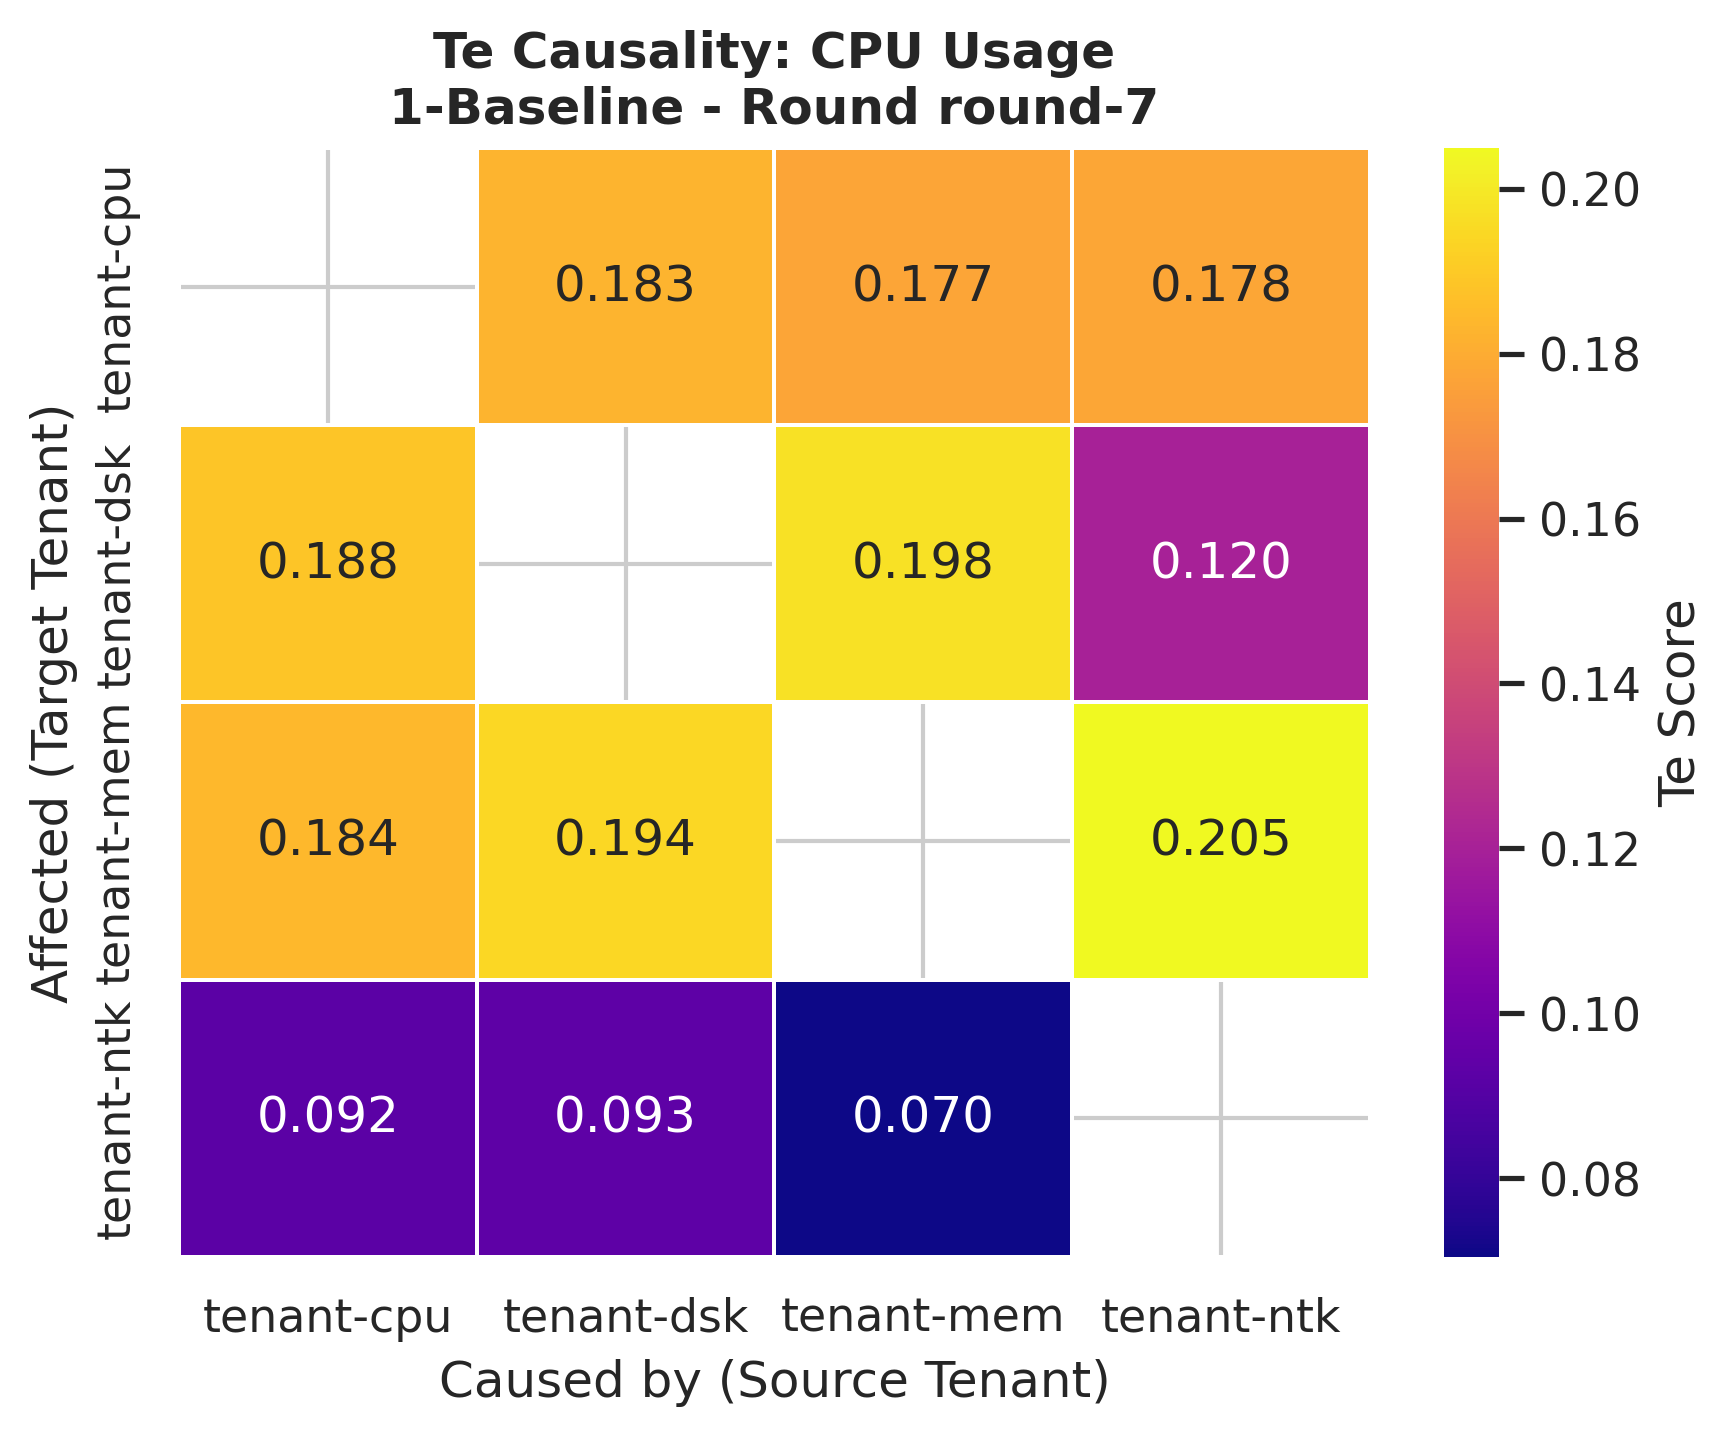 Te Causality: CPU Usage
1-Baseline - Round round-7
Affected (Target Tenant)
tenant-cpu
0.183 0.177 0.178
tenant-dsk
0.188 0.198 0.120
tenant-mem
0.184 0.194 0.205
tenant-ntk
0.092 0.093 0.070
tenant-cpu tenant-dsk tenant-mem tenant-ntk
Caused by (Source Tenant)
0.20
0.18
0.16
0.14
0.12
0.10
0.08
Te Score